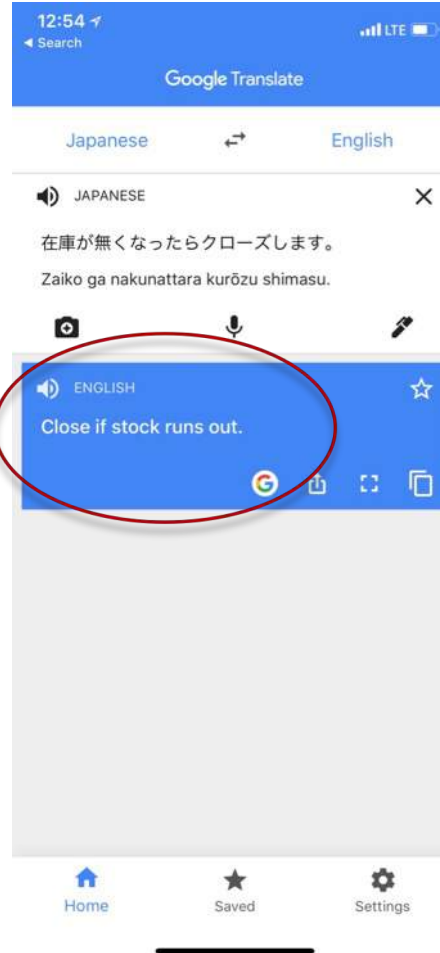 12:54
LTE
◀ Search
Google Translate
Japanese
English
JAPANESE
在庫が無くなったらクローズします。
Zaiko ga nakunattara kurōzu shimasu.
ENGLISH
Close if stock runs out.
G
Home
Saved
Settings